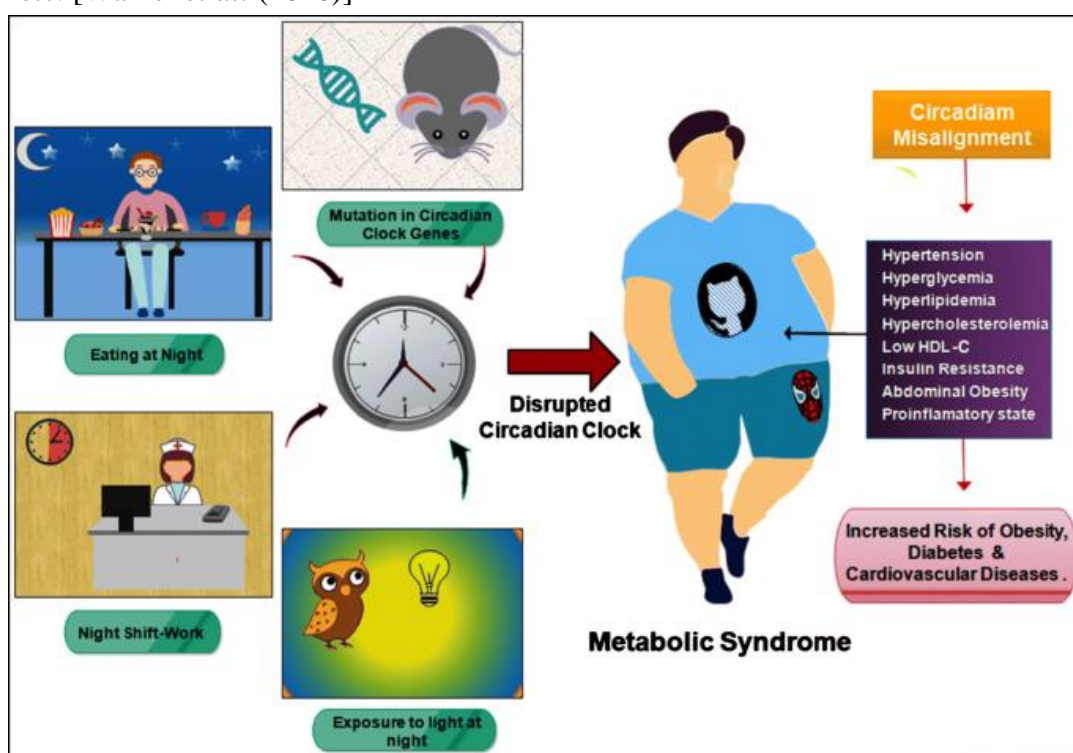 Mutation in Circadian
Clock Genes
Eating at Night
Night Shift-Work
Exposure to light at
night
Disrupted
Circadian Clock
Metabolic Syndrome
Circadiam
Misalignment
Hypertension
Hyperglycemia
Hyperlipidemia
Hypercholesterolemia
Low HDL-C
Insulin Resistance
Abdominal Obesity
Proinflamatory state
Increased Risk of Obesity,
Diabetes &
Cardiovascular Diseases .